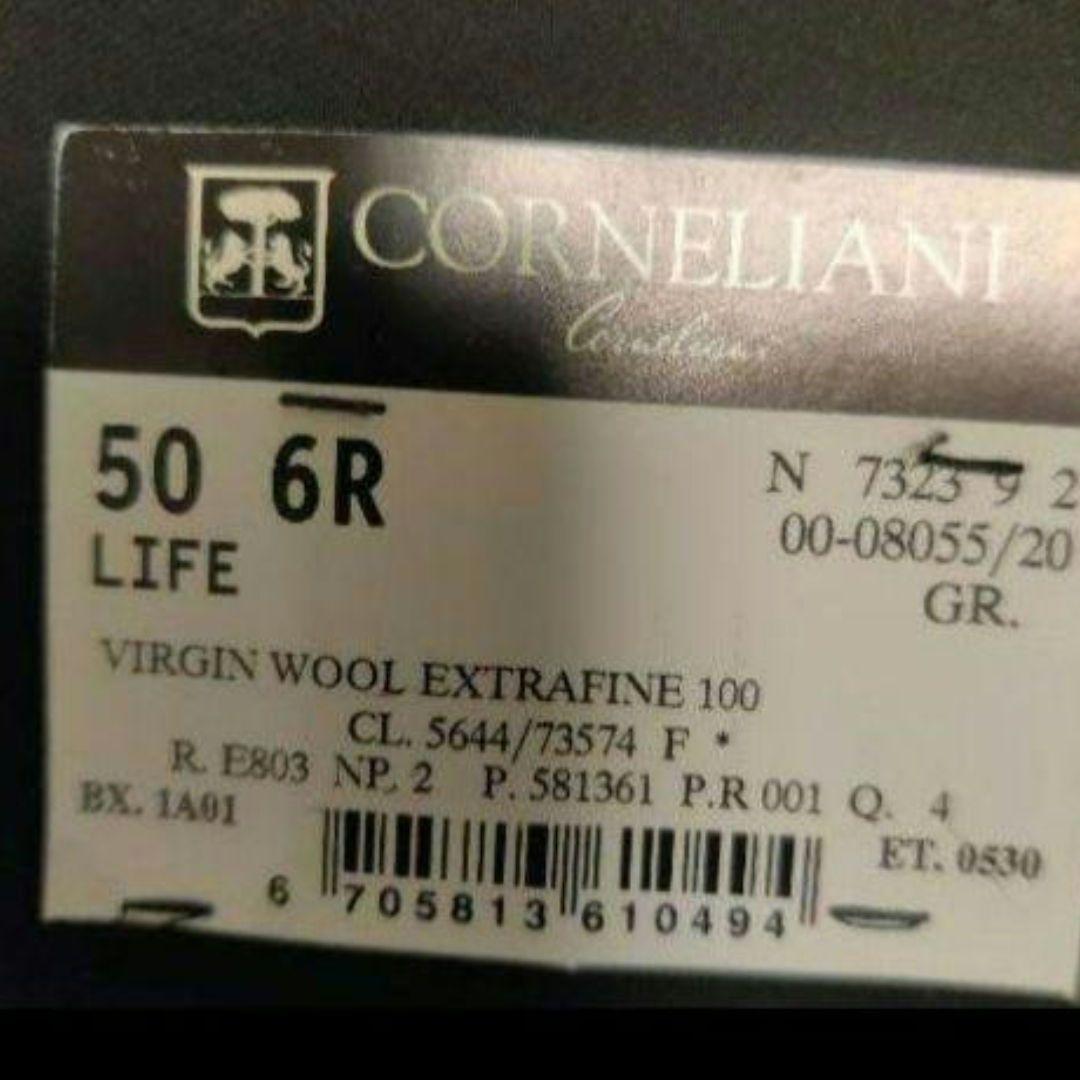 CORNELIANI
Corneliani
50 6R
LIFE
N 7323 9 2
00-08055/20
GR.
VIRGIN WOOL EXTRAFINE 100
CL. 5644/73574 F *
R. E803 NP. 2 P. 581361 P.R 001 Q. 4
BX. 1A01
ET. 0530
6 705813 610494